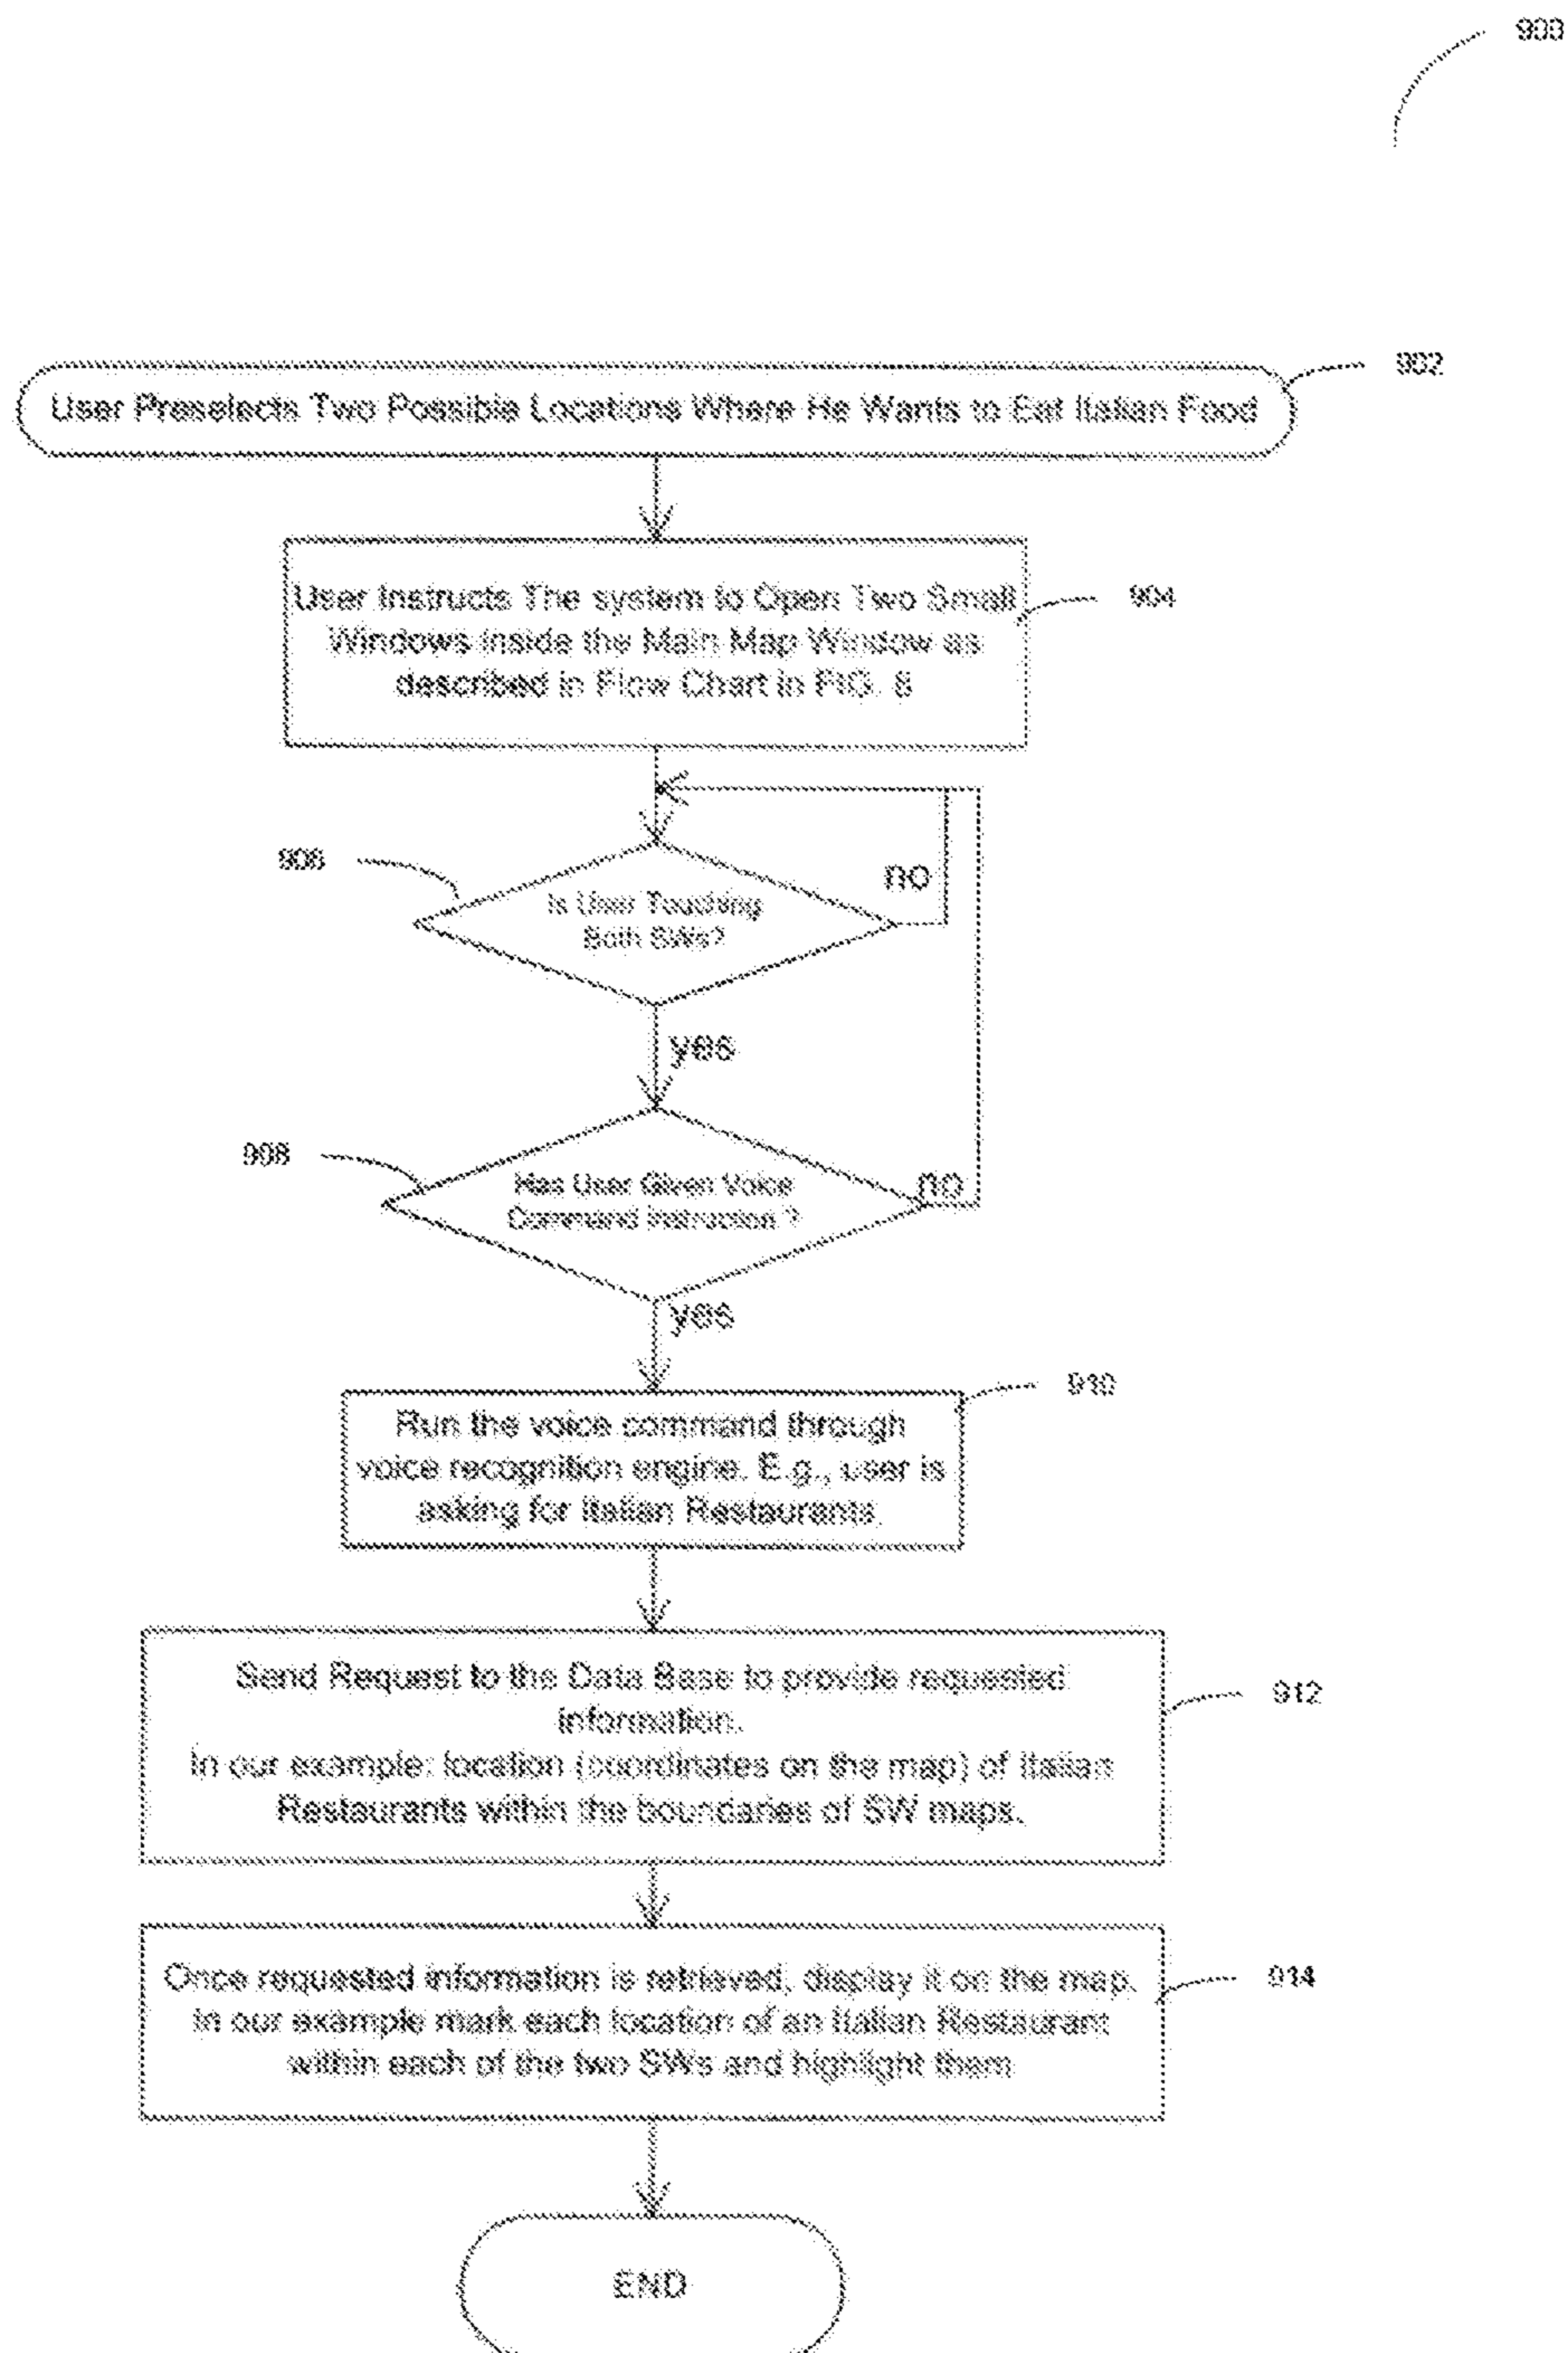 900
902
User Preselects Two Possible Locations Where He Wants to Eat Italian Food
User Instructs The system to Open Two Small
Windows inside the Main Map Window as
described in Flow Chart in FIG.
904
906
Is User Touching
Both SWs?
no
yes
908
Has User Given Voice
Command instruction ?
no
yes
910
Run the voice command through
voice recognition engine. E.g., user is
asking for Italian Restaurants
Send Request to the Data Base to provide requested
information.
In our example: location (coordinates on the map) of Italian
Restaurants within the boundaries of SW maps.
912
Once requested information is retrieved, display it on the map.
In our example mark each location of an Italian Restaurant
within each of the two SWs and highlight them
914
END